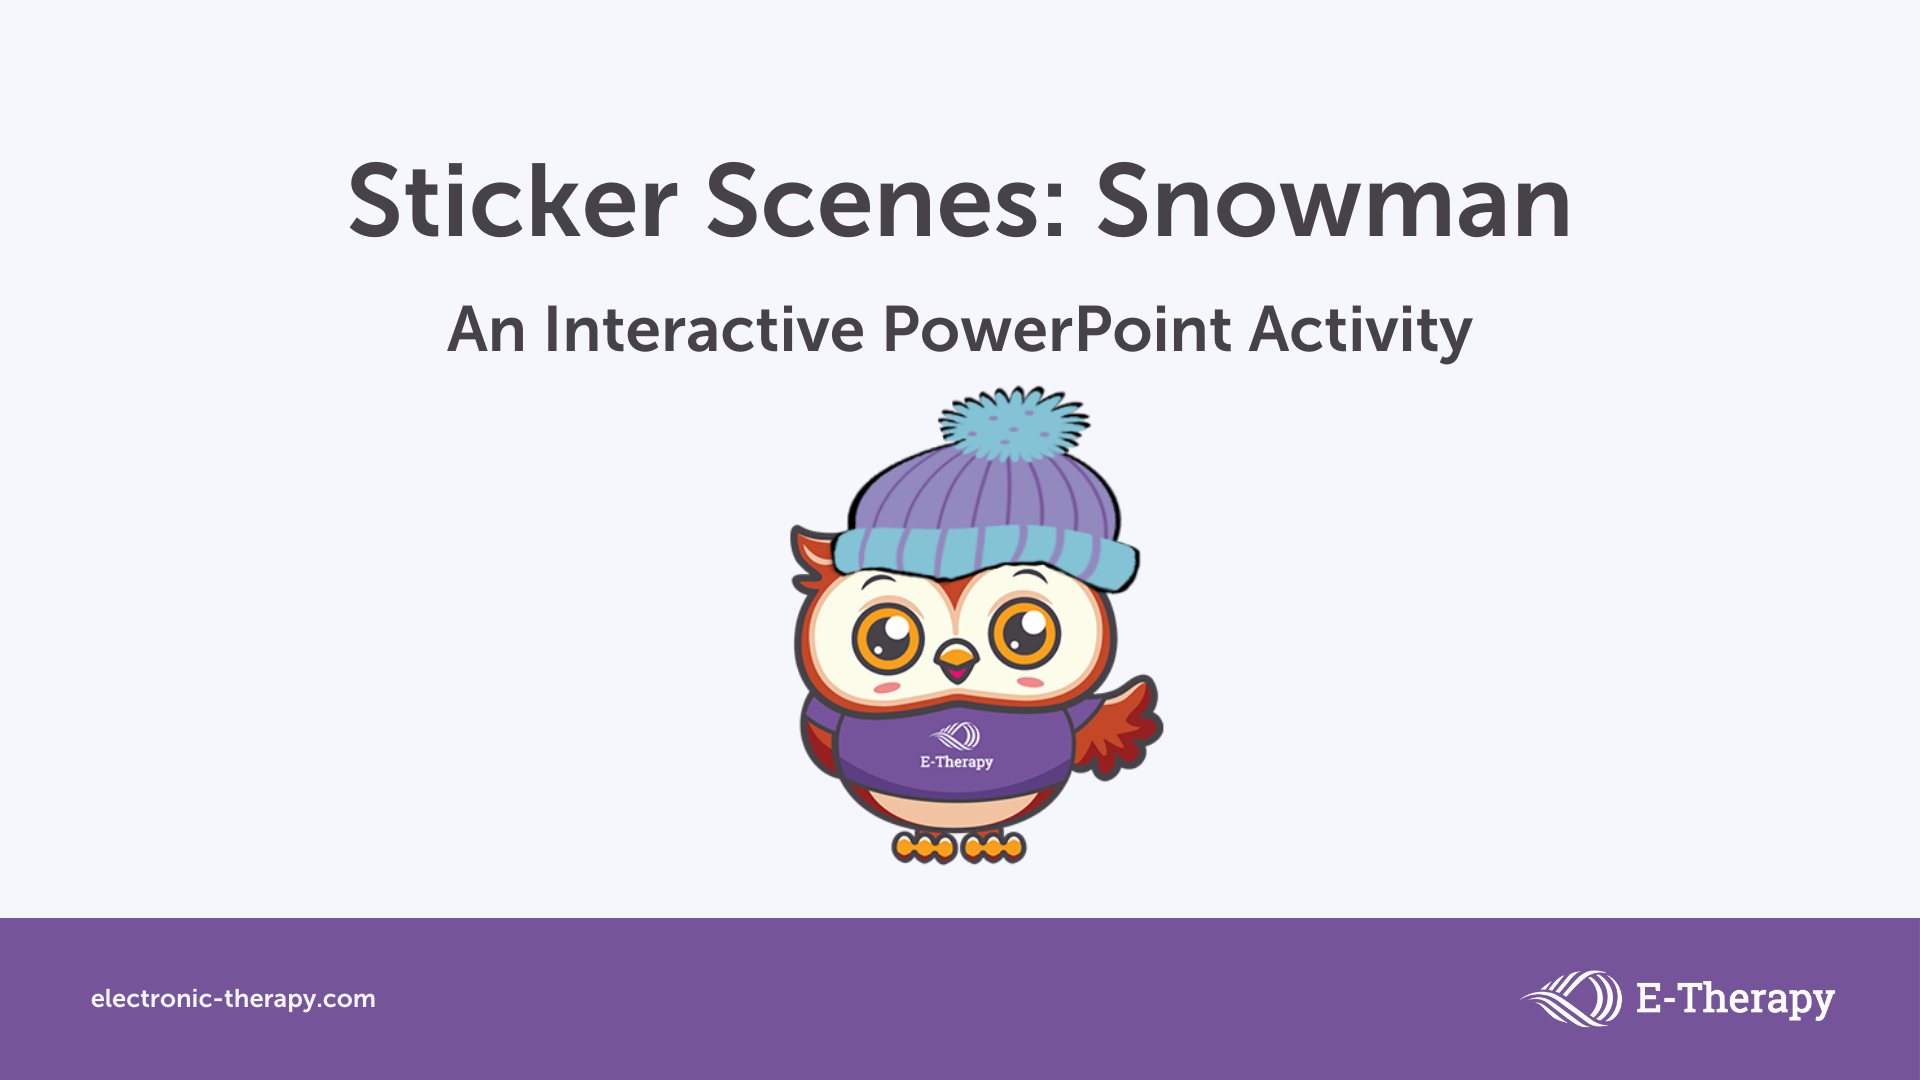 Sticker Scenes: Snowman
An Interactive PowerPoint Activity
E-Therapy
electronic-therapy.com
E-Therapy